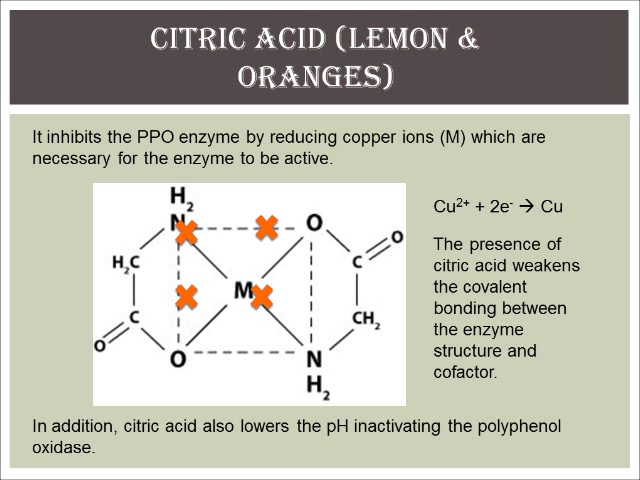 CITRIC ACID (LEMON &
ORANGES)
It inhibits the PPO enzyme by reducing copper ions (M) which are
necessary for the enzyme to be active.
H₂
N
O
O
H₂C
C
M
C
CH₂
O
O
N
H₂
Cu²⁺ + 2e⁻ → Cu
The presence of
citric acid weakens
the covalent
bonding between
the enzyme
structure and
cofactor.
In addition, citric acid also lowers the pH inactivating the polyphenol
oxidase.